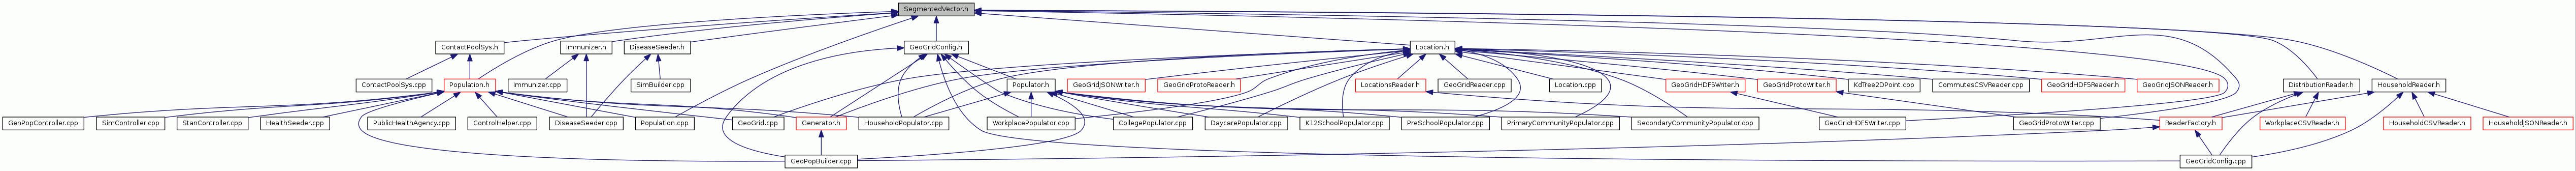 SegmentedVector.h
ContactPoolSys.h
Immunizer.h
DiseaseSeeder.h
GeoGridConfig.h
Location.h
ContactPoolSys.cpp
Population.h
Immunizer.cpp
SimBuilder.cpp
Populator.h
GeoGridJSONWriter.h
GeoGridProtoReader.h
LocationsReader.h
GeoGridReader.cpp
Location.cpp
GeoGridHDF5Writer.h
GeoGridProtoWriter.h
KdTree2DPoint.cpp
CommutesCSVReader.cpp
GeoGridHDF5Reader.h
GeoGridJSONReader.h
DistributionReader.h
HouseholdReader.h
GenPopController.cpp
SimController.cpp
StanController.cpp
HealthSeeder.cpp
PublicHealthAgency.cpp
ControlHelper.cpp
DiseaseSeeder.cpp
Population.cpp
GeoGrid.cpp
Generator.h
HouseholdPopulator.cpp
WorkplacePopulator.cpp
CollegePopulator.cpp
DaycarePopulator.cpp
K12SchoolPopulator.cpp
PreSchoolPopulator.cpp
PrimaryCommunityPopulator.cpp
SecondaryCommunityPopulator.cpp
GeoGridHDF5Writer.cpp
GeoGridProtoWriter.cpp
ReaderFactory.h
WorkplaceCSVReader.h
HouseholdCSVReader.h
HouseholdJSONReader.h
GeoPopBuilder.cpp
GeoGridConfig.cpp